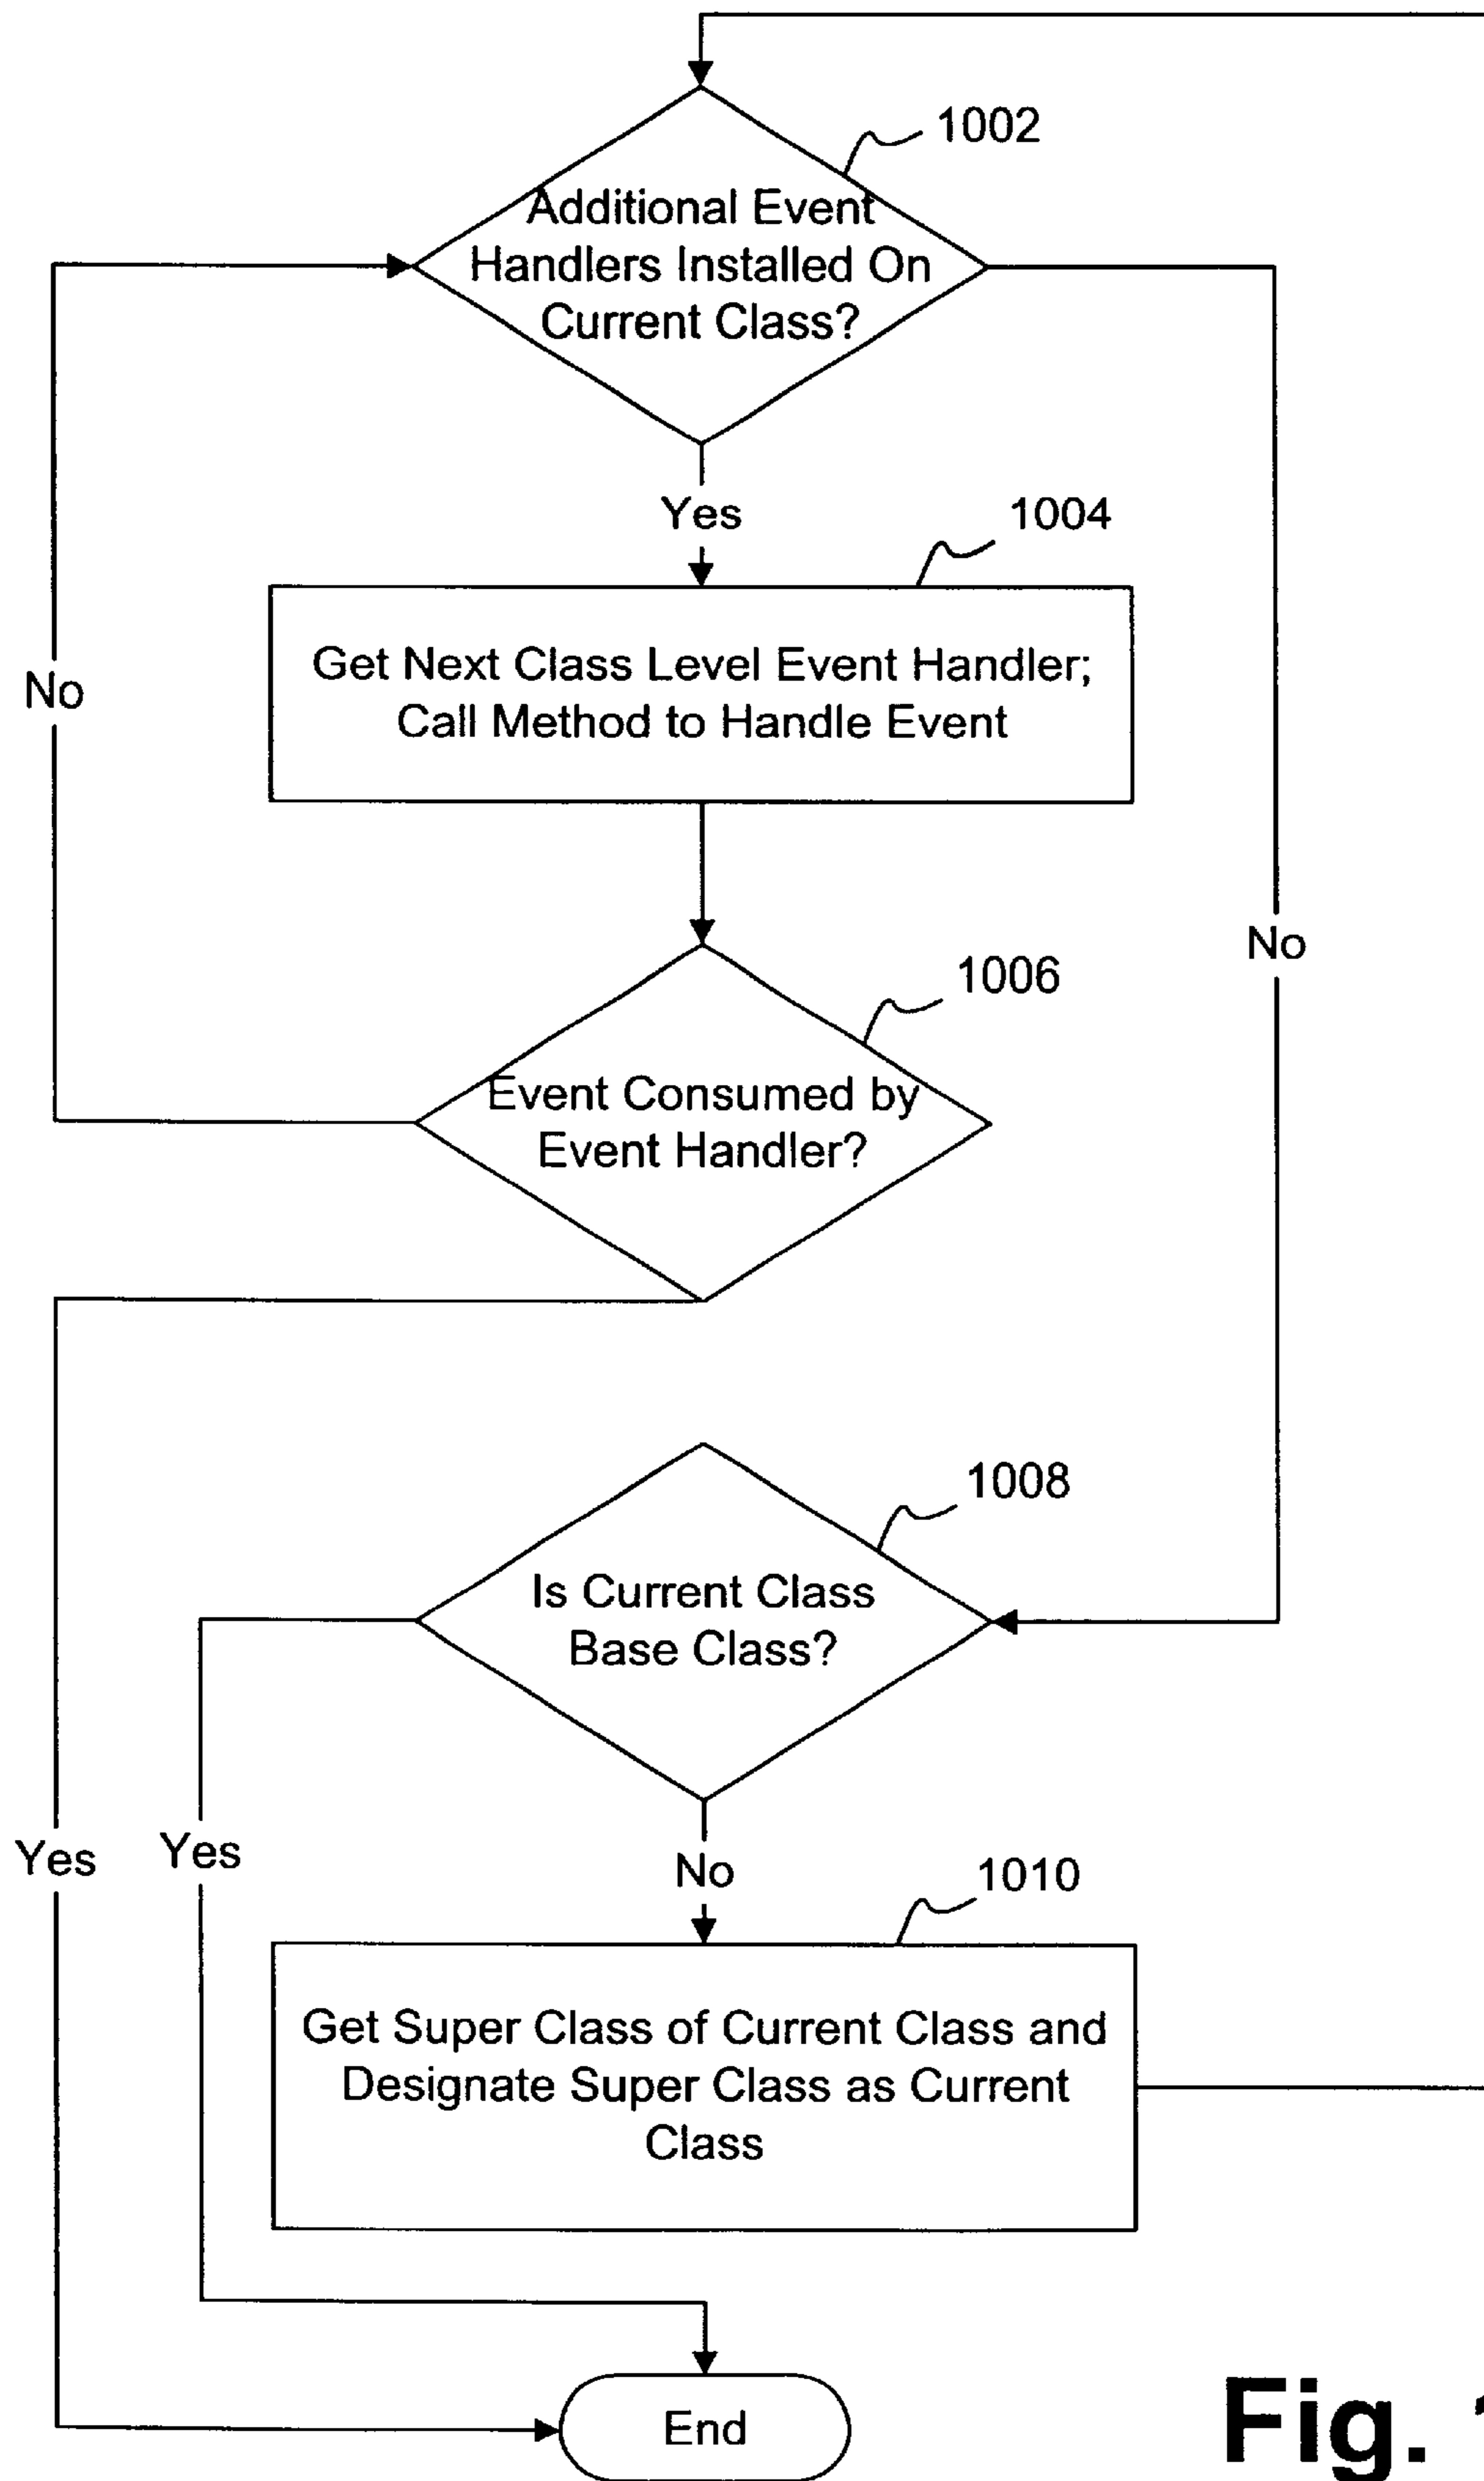 1002
Additional Event
Handlers Installed On
Current Class?
Yes
1004
Get Next Class Level Event Handler;
Call Method to Handle Event
No
No
1006
Event Consumed by
Event Handler?
1008
Is Current Class
Base Class?
Yes
Yes
No
1010
Get Super Class of Current Class and
Designate Super Class as Current
Class
End
Fig.